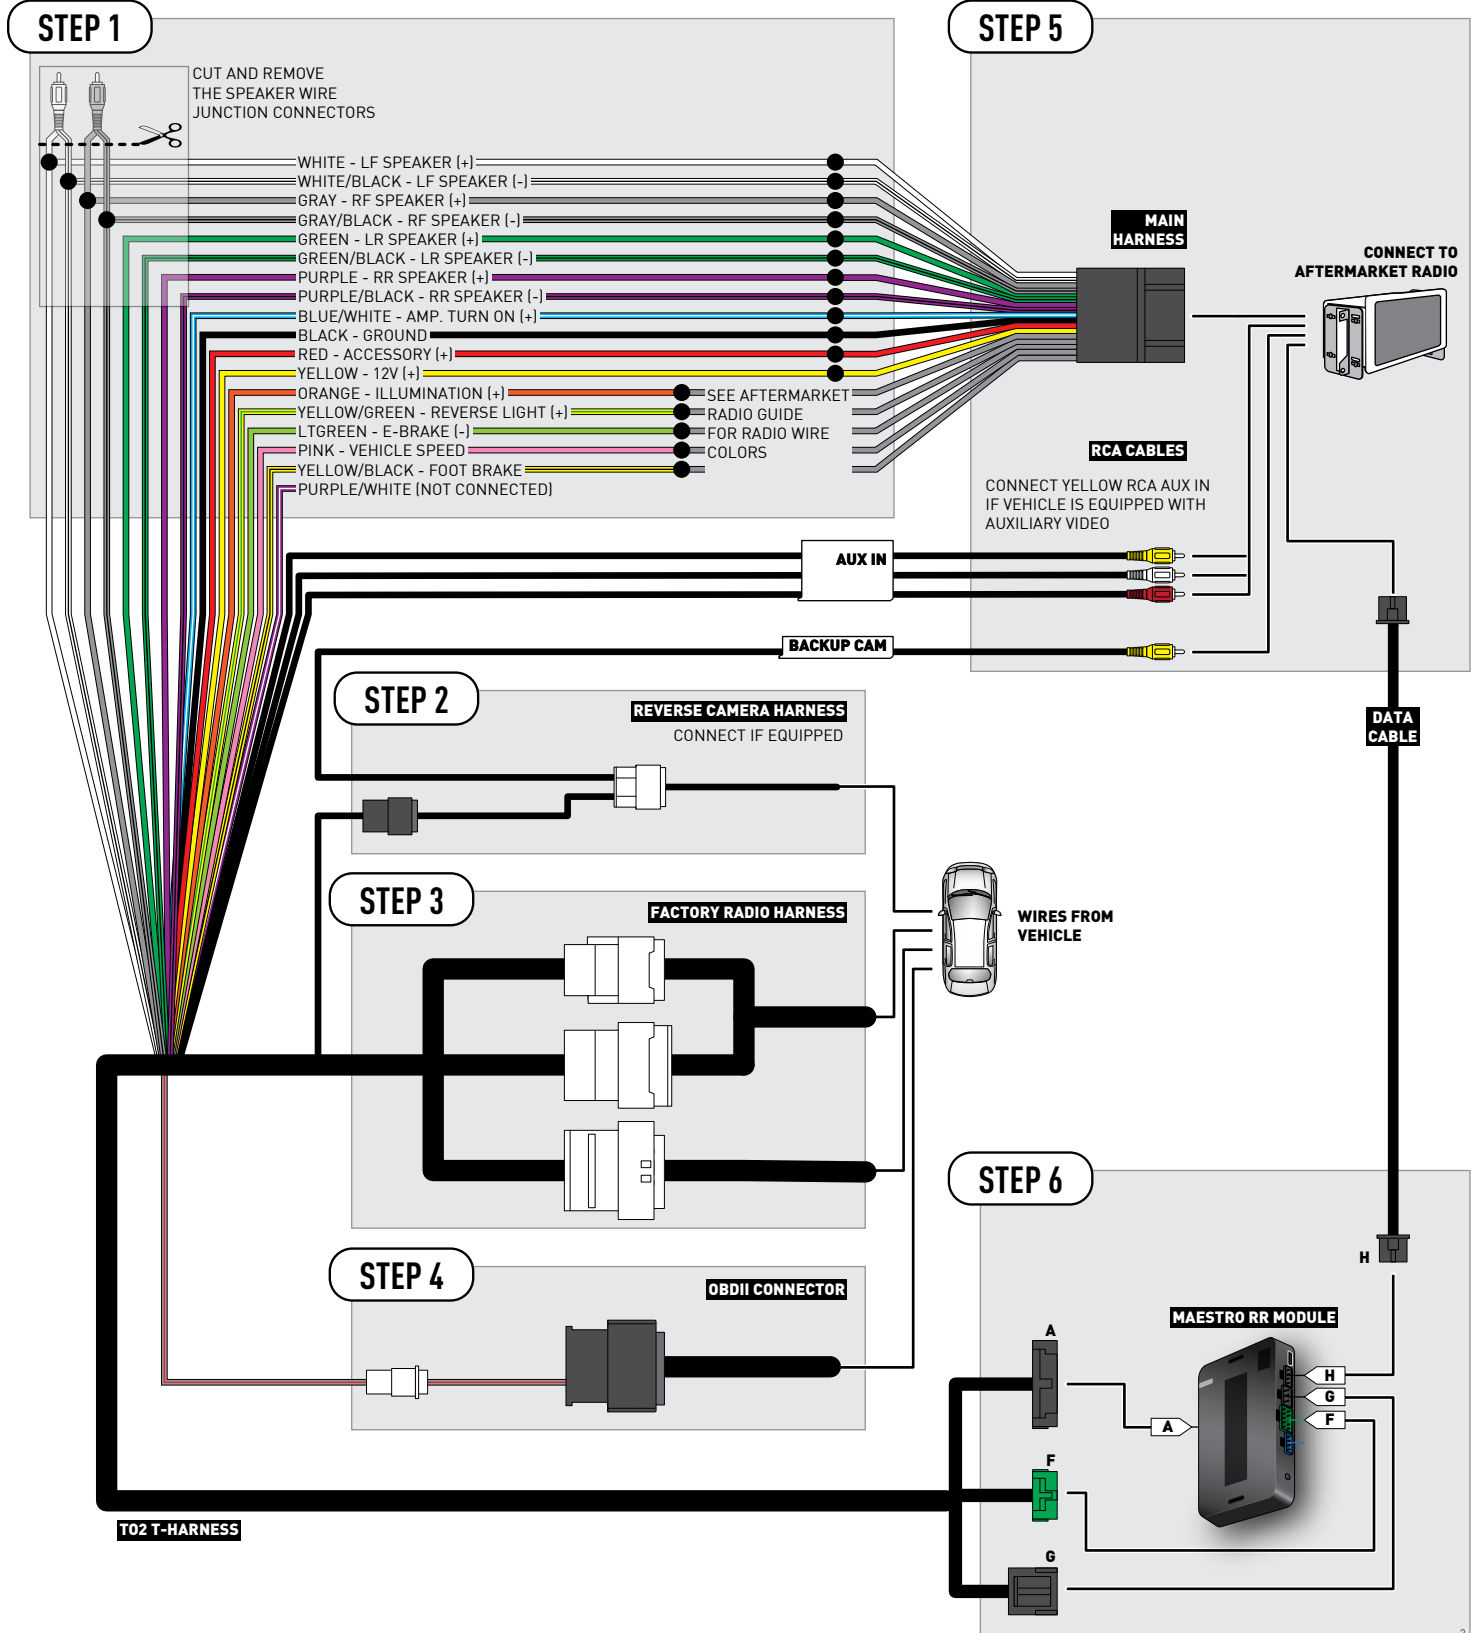 STEP 1
CUT AND REMOVE
THE SPEAKER WIRE
JUNCTION CONNECTORS
WHITE - LF SPEAKER (+)
WHITE/BLACK - LF SPEAKER (-)
GRAY - RF SPEAKER (+)
GRAY/BLACK - RF SPEAKER (-)
GREEN - LR SPEAKER (+)
GREEN/BLACK - LR SPEAKER (-)
PURPLE - RR SPEAKER (+)
PURPLE/BLACK - RR SPEAKER (-)
BLUE/WHITE - AMP. TURN ON (+)
BLACK - GROUND
RED - ACCESSORY (+)
YELLOW - 12V (+)
ORANGE - ILLUMINATION (+)
YELLOW/GREEN - REVERSE LIGHT (+)
LTGREEN - E-BRAKE (-)
PINK - VEHICLE SPEED
YELLOW/BLACK - FOOT BRAKE
PURPLE/WHITE (NOT CONNECTED)
SEE AFTERMARKET
RADIO GUIDE
FOR RADIO WIRE
COLORS
STEP 5
MAIN
HARNESS
CONNECT TO
AFTERMARKET RADIO
RCA CABLES
CONNECT YELLOW RCA AUX IN
IF VEHICLE IS EQUIPPED WITH
AUXILIARY VIDEO
AUX IN
BACKUP CAM
DATA
CABLE
STEP 2
REVERSE CAMERA HARNESS
CONNECT IF EQUIPPED
STEP 3
FACTORY RADIO HARNESS
WIRES FROM
VEHICLE
STEP 4
OBDII CONNECTOR
TO2 T-HARNESS
STEP 6
H
MAESTRO RR MODULE
A
H
G
F
A
F
G
2